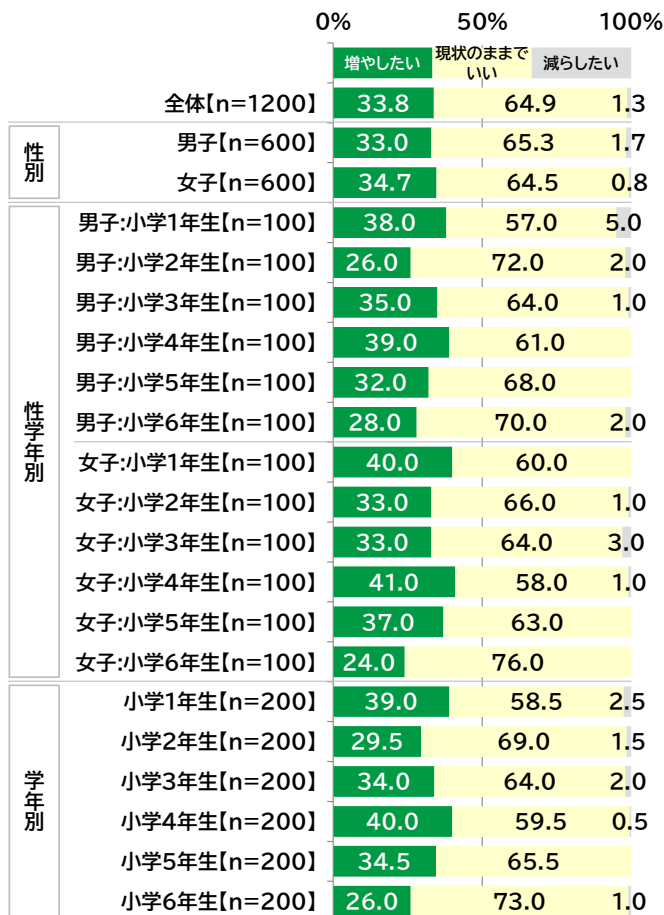 0% 50% 100%
増やしたい 現状のままで
いい 減らしたい
全体【n=1200】 33.8 64.9 1.3
性別
男子【n=600】 33.0 65.3 1.7
女子【n=600】 34.7 64.5 0.8
性学年別
男子:小学1年生【n=100】 38.0 57.0 5.0
男子:小学2年生【n=100】 26.0 72.0 2.0
男子:小学3年生【n=100】 35.0 64.0 1.0
男子:小学4年生【n=100】 39.0 61.0
男子:小学5年生【n=100】 32.0 68.0
男子:小学6年生【n=100】 28.0 70.0 2.0
女子:小学1年生【n=100】 40.0 60.0
女子:小学2年生【n=100】 33.0 66.0 1.0
女子:小学3年生【n=100】 33.0 64.0 3.0
女子:小学4年生【n=100】 41.0 58.0 1.0
女子:小学5年生【n=100】 37.0 63.0
女子:小学6年生【n=100】 24.0 76.0
学年別
小学1年生【n=200】 39.0 58.5 2.5
小学2年生【n=200】 29.5 69.0 1.5
小学3年生【n=200】 34.0 64.0 2.0
小学4年生【n=200】 40.0 59.5 0.5
小学5年生【n=200】 34.5 65.5
小学6年生【n=200】 26.0 73.0 1.0